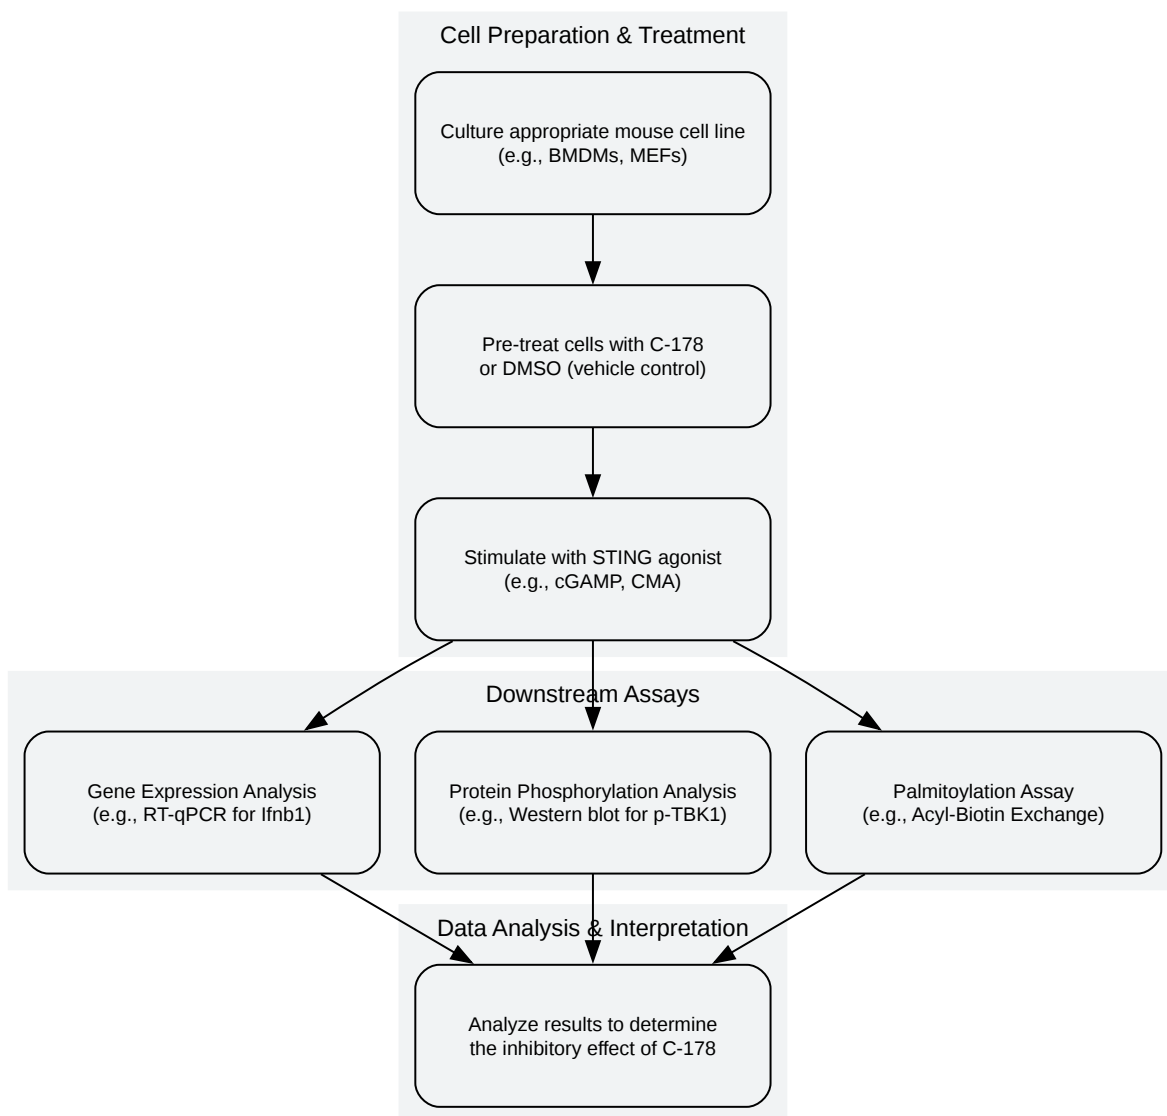 Cell Preparation & Treatment
Culture appropriate mouse cell line
(e.g., BMDMs, MEFs)
Pre-treat cells with C-178
or DMSO (vehicle control)
Stimulate with STING agonist
(e.g., cGAMP, CMA)
Downstream Assays
Gene Expression Analysis
(e.g., RT-qPCR for Ifnb1)
Protein Phosphorylation Analysis
(e.g., Western blot for p-TBK1)
Palmitoylation Assay
(e.g., Acyl-Biotin Exchange)
Data Analysis & Interpretation
Analyze results to determine
the inhibitory effect of C-178